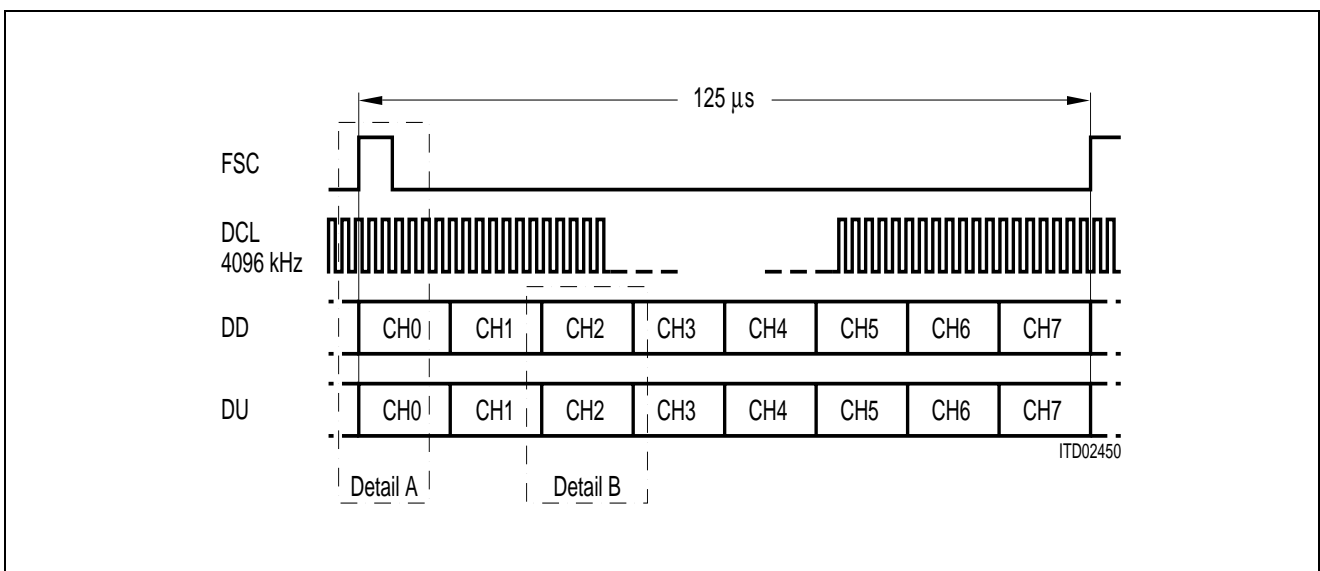 125 μs
FSC
DCL
4096 kHz
DD CH0 CH1 CH2 CH3 CH4 CH5 CH6 CH7
DU CH0 CH1 CH2 CH3 CH4 CH5 CH6 CH7
ITD02450
Detail A Detail B